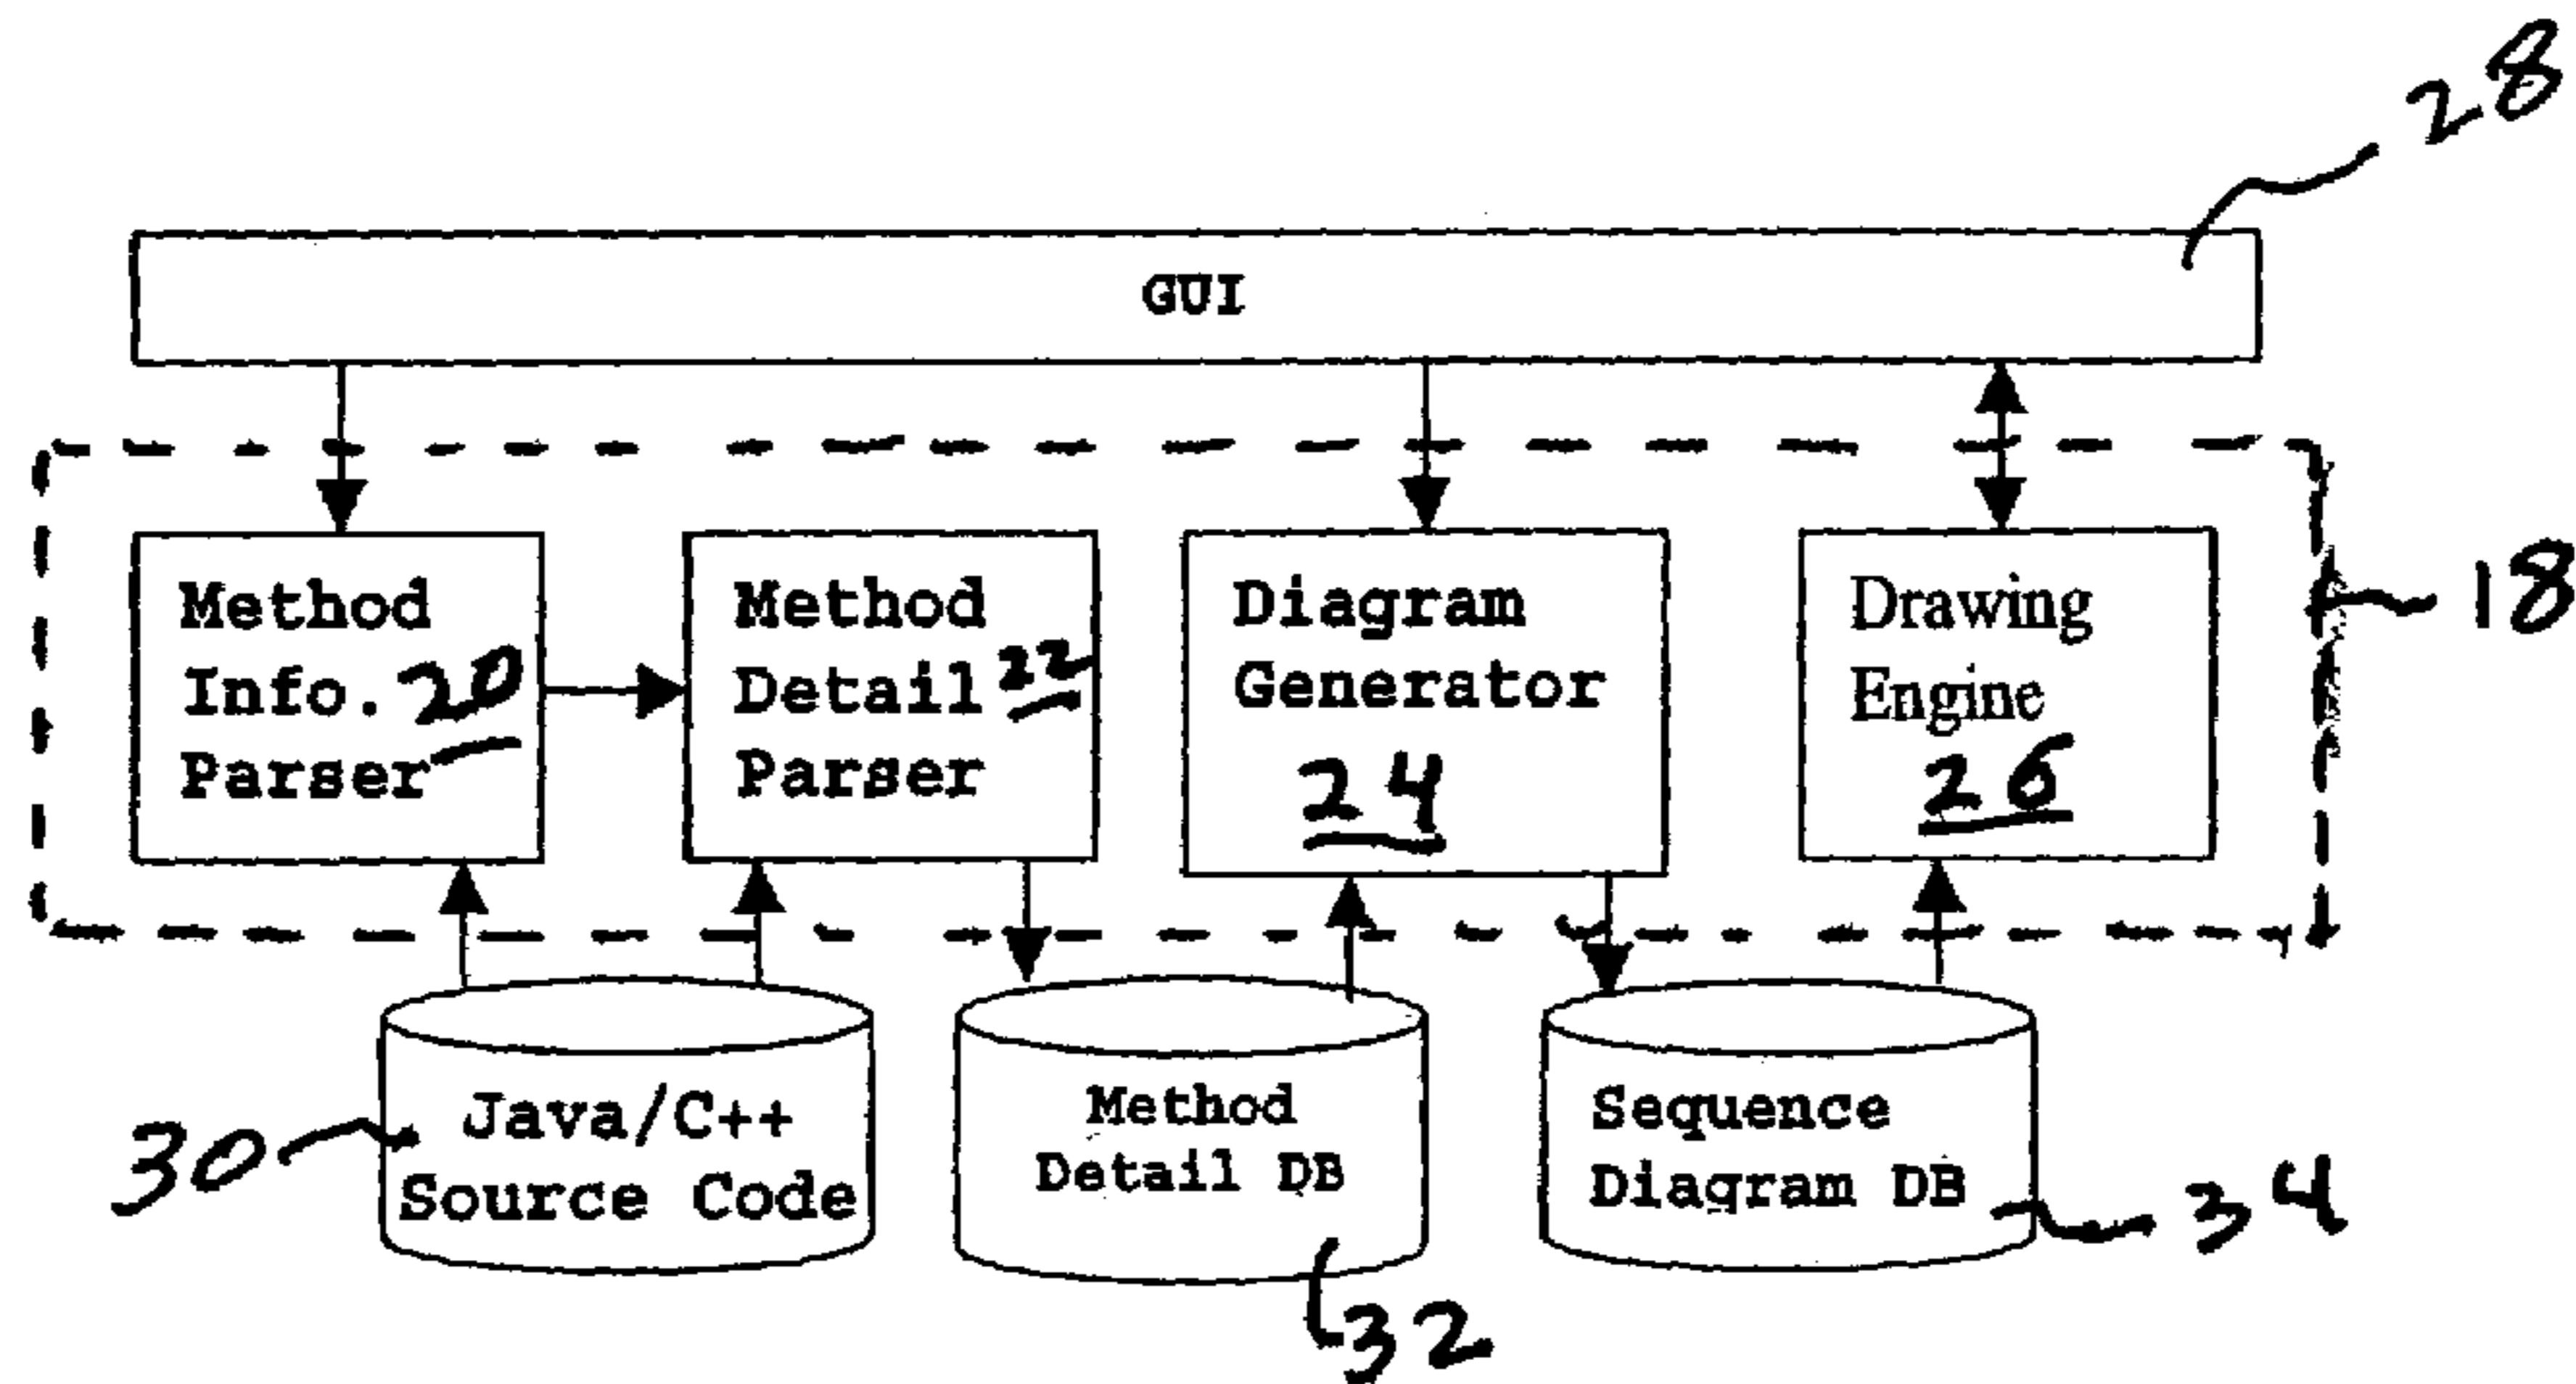 28
GUI
18
Method
Info. 20
Parser
Method
Detail 22
Parser
Diagram
Generator
24
Drawing
Engine
26
30
Java/C++
Source Code
Method
Detail DB
32
Sequence
Diagram DB
34